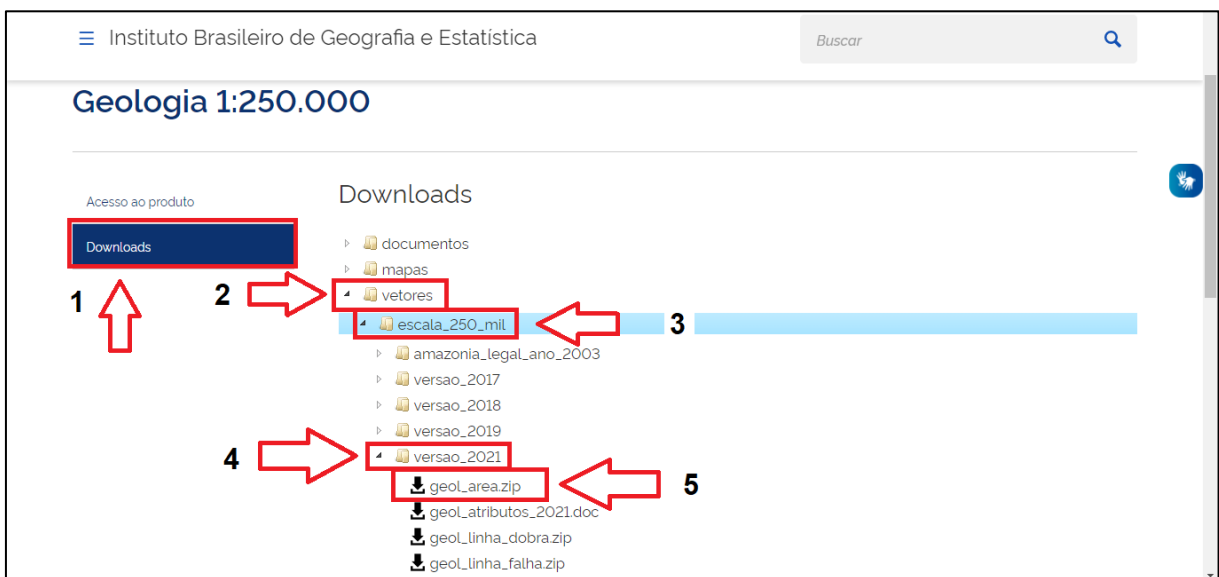 Instituto Brasileiro de Geografia e Estatística
Buscar
Geologia 1:250.000
Acesso ao produto
Downloads
Downloads
documentos
mapas
1
2
vetores
escala_250_mil
3
amazonia_legal_ano_2003
versao_2017
versao_2018
versao_2019
4
versao_2021
geol_area.zip
5
geol_atributos_2021.doc
geol_linha_dobra.zip
geol_linha_falha.zip